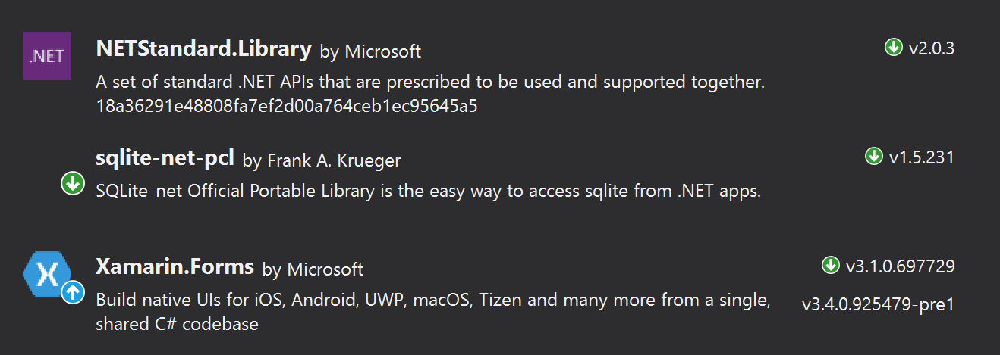 .NET
NETStandard.Library by Microsoft
v2.0.3
A set of standard .NET APIs that are prescribed to be used and supported together.
18a36291e48808fa7ef2d00a764ceb1ec95645a5
sqlite-net-pcl by Frank A. Krueger
v1.5.231
SQLite-net Official Portable Library is the easy way to access sqlite from .NET apps.
X
Xamarin.Forms by Microsoft
v3.1.0.697729
Build native UIs for iOS, Android, UWP, macOS, Tizen and many more from a single,
v3.4.0.925479-pre1
shared C# codebase